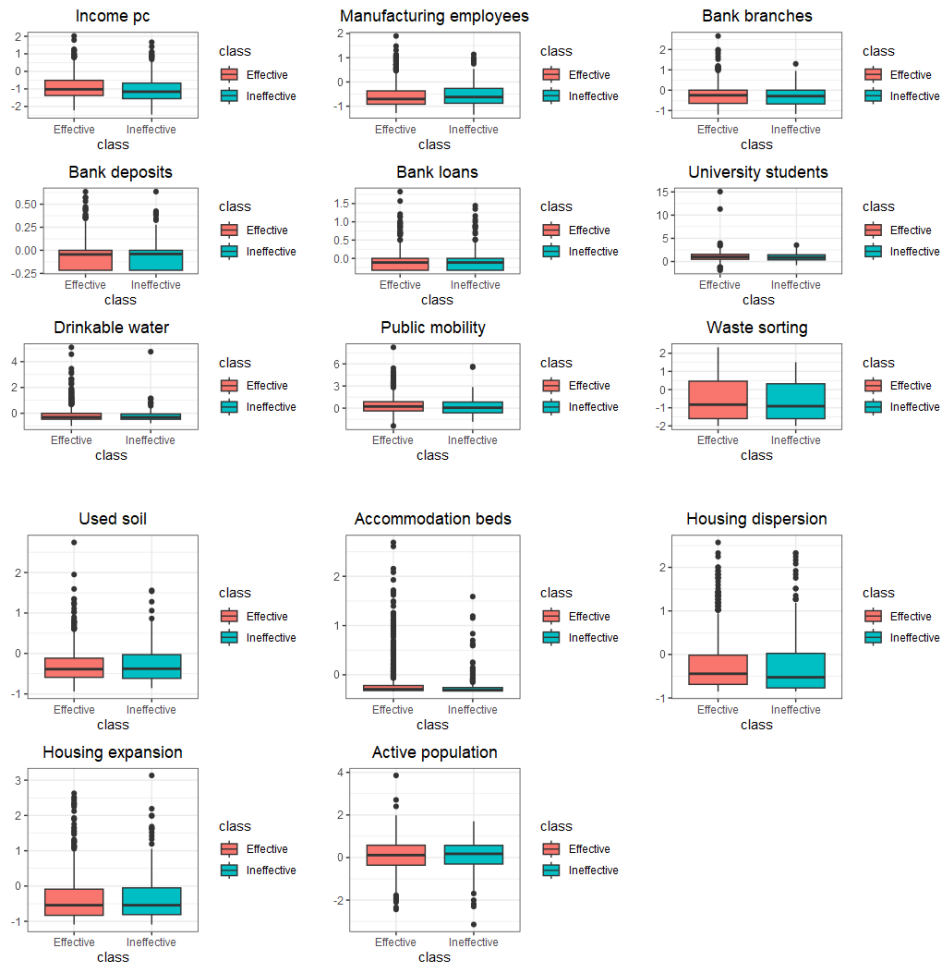 Income pc
2
1
0
-1
-2
Effective
Ineffective
class
class
Effective
Ineffective
Manufacturing employees
1
0
-1
Effective
Ineffective
class
class
Effective
Ineffective
Bank branches
2
1
0
-1
Effective
Ineffective
class
class
Effective
Ineffective
Bank deposits
0.50
0.25
0.00
-0.25
Effective
Ineffective
class
class
Effective
Ineffective
Bank loans
1.5
1.0
0.5
0.0
Effective
Ineffective
class
class
Effective
Ineffective
University students
15
10
5
0
Effective
Ineffective
class
class
Effective
Ineffective
Drinkable water
4
2
0
Effective
Ineffective
class
class
Effective
Ineffective
Public mobility
6
3
0
Effective
Ineffective
class
class
Effective
Ineffective
Waste sorting
2
1
0
-1
-2
Effective
Ineffective
class
class
Effective
Ineffective
Used soil
2
1
0
-1
Effective
Ineffective
class
class
Effective
Ineffective
Accommodation beds
2
1
0
Effective
Ineffective
class
class
Effective
Ineffective
Housing dispersion
2
1
0
-1
Effective
Ineffective
class
class
Effective
Ineffective
Housing expansion
3
2
1
0
-1
Effective
Ineffective
class
class
Effective
Ineffective
Active population
4
2
0
-2
Effective
Ineffective
class
class
Effective
Ineffective